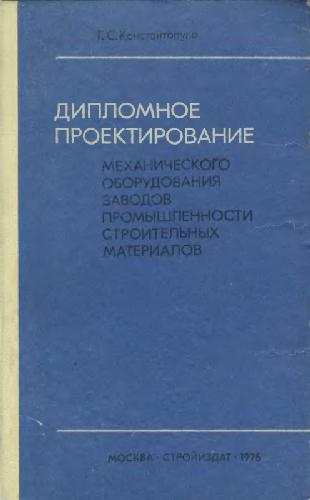 Г. С. Константопуло
ДИПЛОМНОЕ
ПРОЕКТИРОВАНИЕ
МЕХАНИЧЕСКОГО
ОБОРУДОВАНИЯ
ЗАВОДОВ
ПРОМЫШЛЕННОСТИ
СТРОИТЕЛЬНЫХ
МАТЕРИАЛОВ
МОСКВА · СТРОЙИЗДАТ · 1976